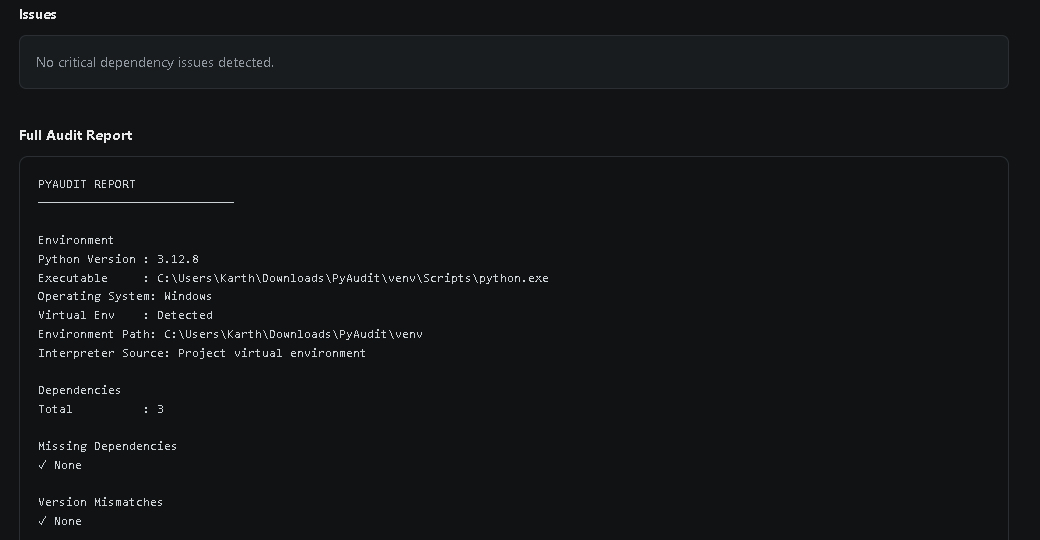 Issues
No critical dependency issues detected.
Full Audit Report
PYAUDIT REPORT
Environment
Python Version : 3.12.8
Executable     : C:\Users\Karth\Downloads\PyAudit\venv\Scripts\python.exe
Operating System: Windows
Virtual Env    : Detected
Environment Path: C:\Users\Karth\Downloads\PyAudit\venv
Interpreter Source: Project virtual environment
Dependencies
Total          : 3
Missing Dependencies
✓ None
Version Mismatches
✓ None